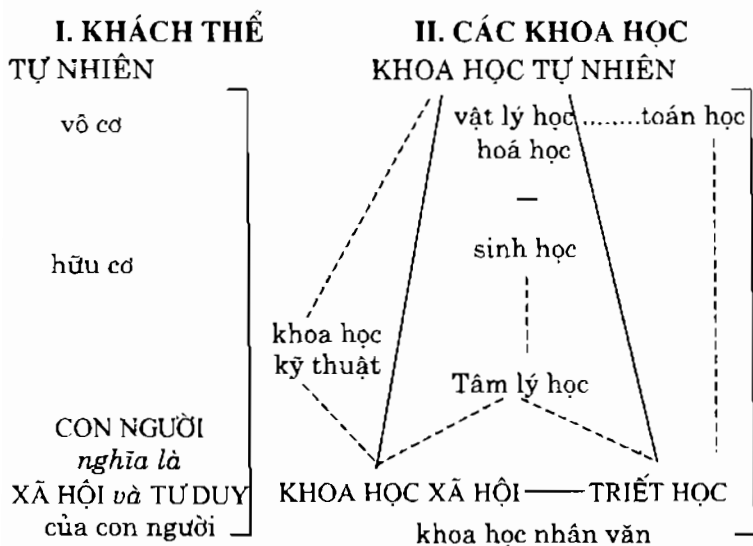 I. KHÁCH THỂ
TỰ NHIÊN
vô cơ
hữu cơ
CON NGƯỜI
nghĩa là
XÃ HỘI và TƯ DUY
của con người
II. CÁC KHOA HỌC
KHOA HỌC TỰ NHIÊN
vật lý học........toán học
hoá học
–
sinh học
khoa học
kỹ thuật
Tâm lý học
KHOA HỌC XÃ HỘI — TRIẾT HỌC
khoa học nhân văn